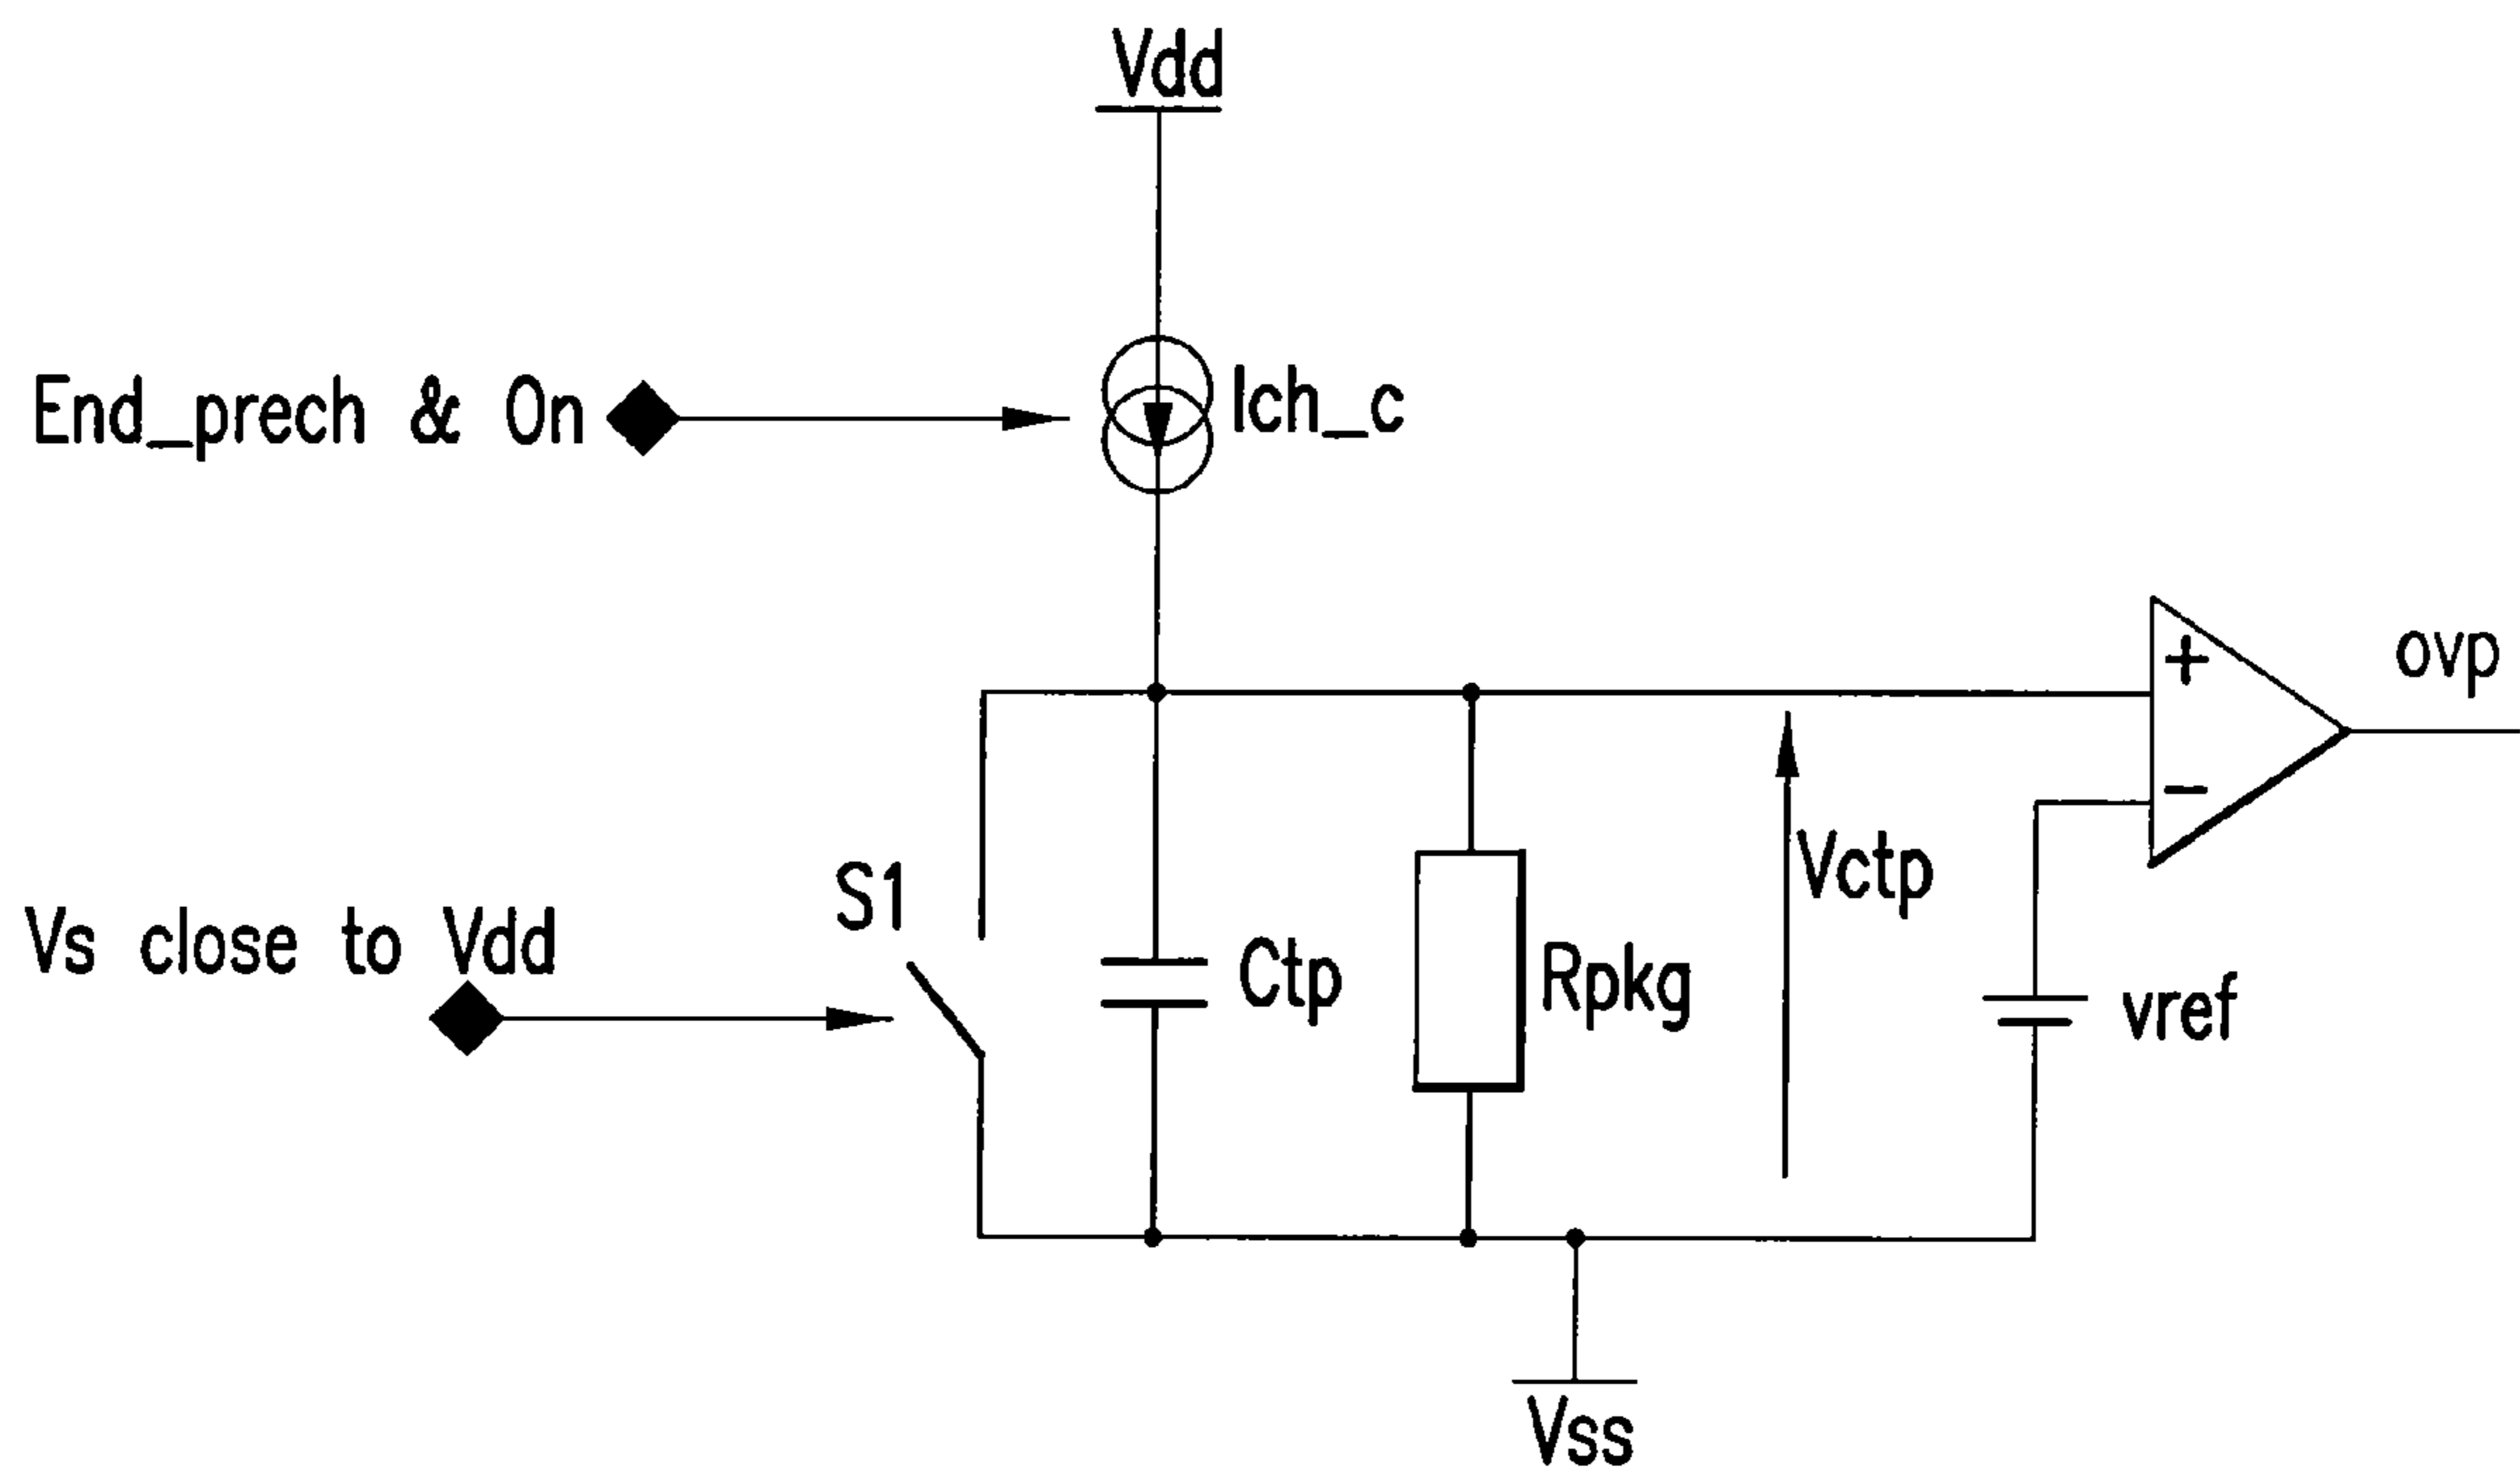 Vdd
End_prech & On
Ich_c
ovp
+
−
S1
Vctp
Vs close to Vdd
Ctp
Rpkg
vref
Vss